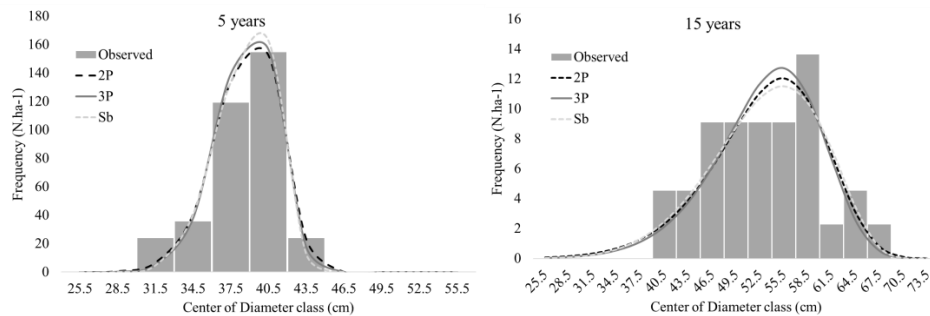 5 years
180
160
140
120
100
80
60
40
20
0
Frequency (N.ha-1)
Observed
2P
3P
Sb
25.5 28.5 31.5 34.5 37.5 40.5 43.5 46.5 49.5 52.5 55.5
Center of Diameter class (cm)
15 years
16
14
12
10
8
6
4
2
0
Frequency (N.ha-1)
Observed
2P
3P
Sb
25.5 28.5 31.5 34.5 37.5 40.5 43.5 46.5 49.5 52.5 55.5 58.5 61.5 64.5 67.5 70.5 73.5
Center of Diameter class (cm)